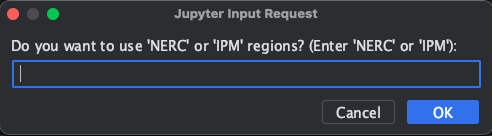 Jupyter Input Request
Do you want to use 'NERC' or 'IPM' regions? (Enter 'NERC' or 'IPM'):
Cancel
OK